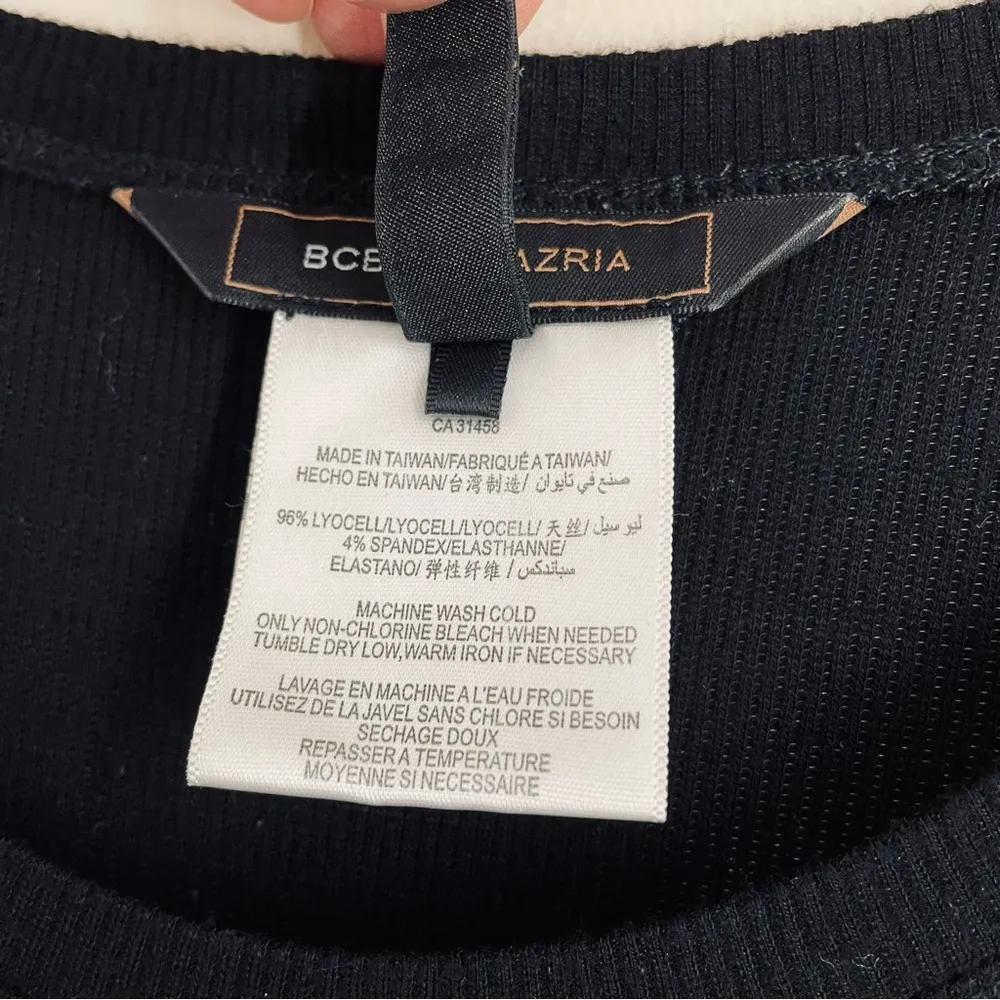 BCB AZRIA
CA 31458
MADE IN TAIWAN/FABRIQUÉ A TAIWAN/
HECHO EN TAIWAN/台湾制造/ صنع في تايوان
96% LYOCELL/LYOCELL/LYOCELL/ 天丝/ ليو سيل
4% SPANDEX/ELASTHANNE/
ELASTANO/ 弹性纤维 / سباندكس
MACHINE WASH COLD
ONLY NON-CHLORINE BLEACH WHEN NEEDED
TUMBLE DRY LOW,WARM IRON IF NECESSARY
LAVAGE EN MACHINE A L'EAU FROIDE
UTILISEZ DE LA JAVEL SANS CHLORE SI BESOIN
SECHAGE DOUX
REPASSER A TEMPERATURE
MOYENNE SI NECESSAIRE